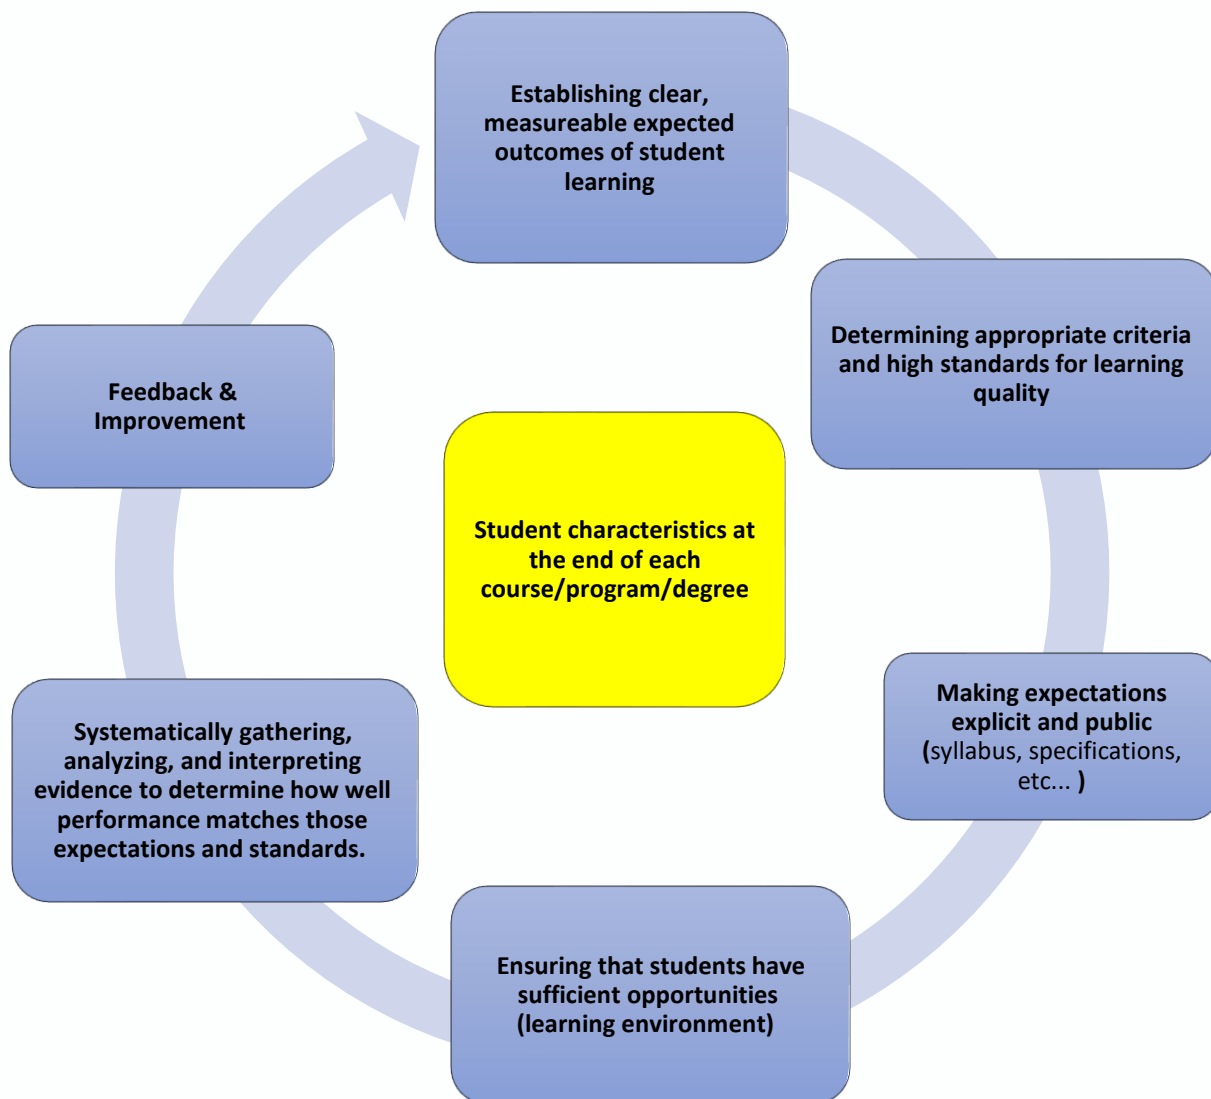 Establishing clear,
measureable expected
outcomes of student
learning
Determining appropriate criteria
and high standards for learning
quality
Making expectations
explicit and public
(syllabus, specifications,
etc... )
Ensuring that students have
sufficient opportunities
(learning environment)
Systematically gathering,
analyzing, and interpreting
evidence to determine how well
performance matches those
expectations and standards.
Feedback &
Improvement
Student characteristics at
the end of each
course/program/degree